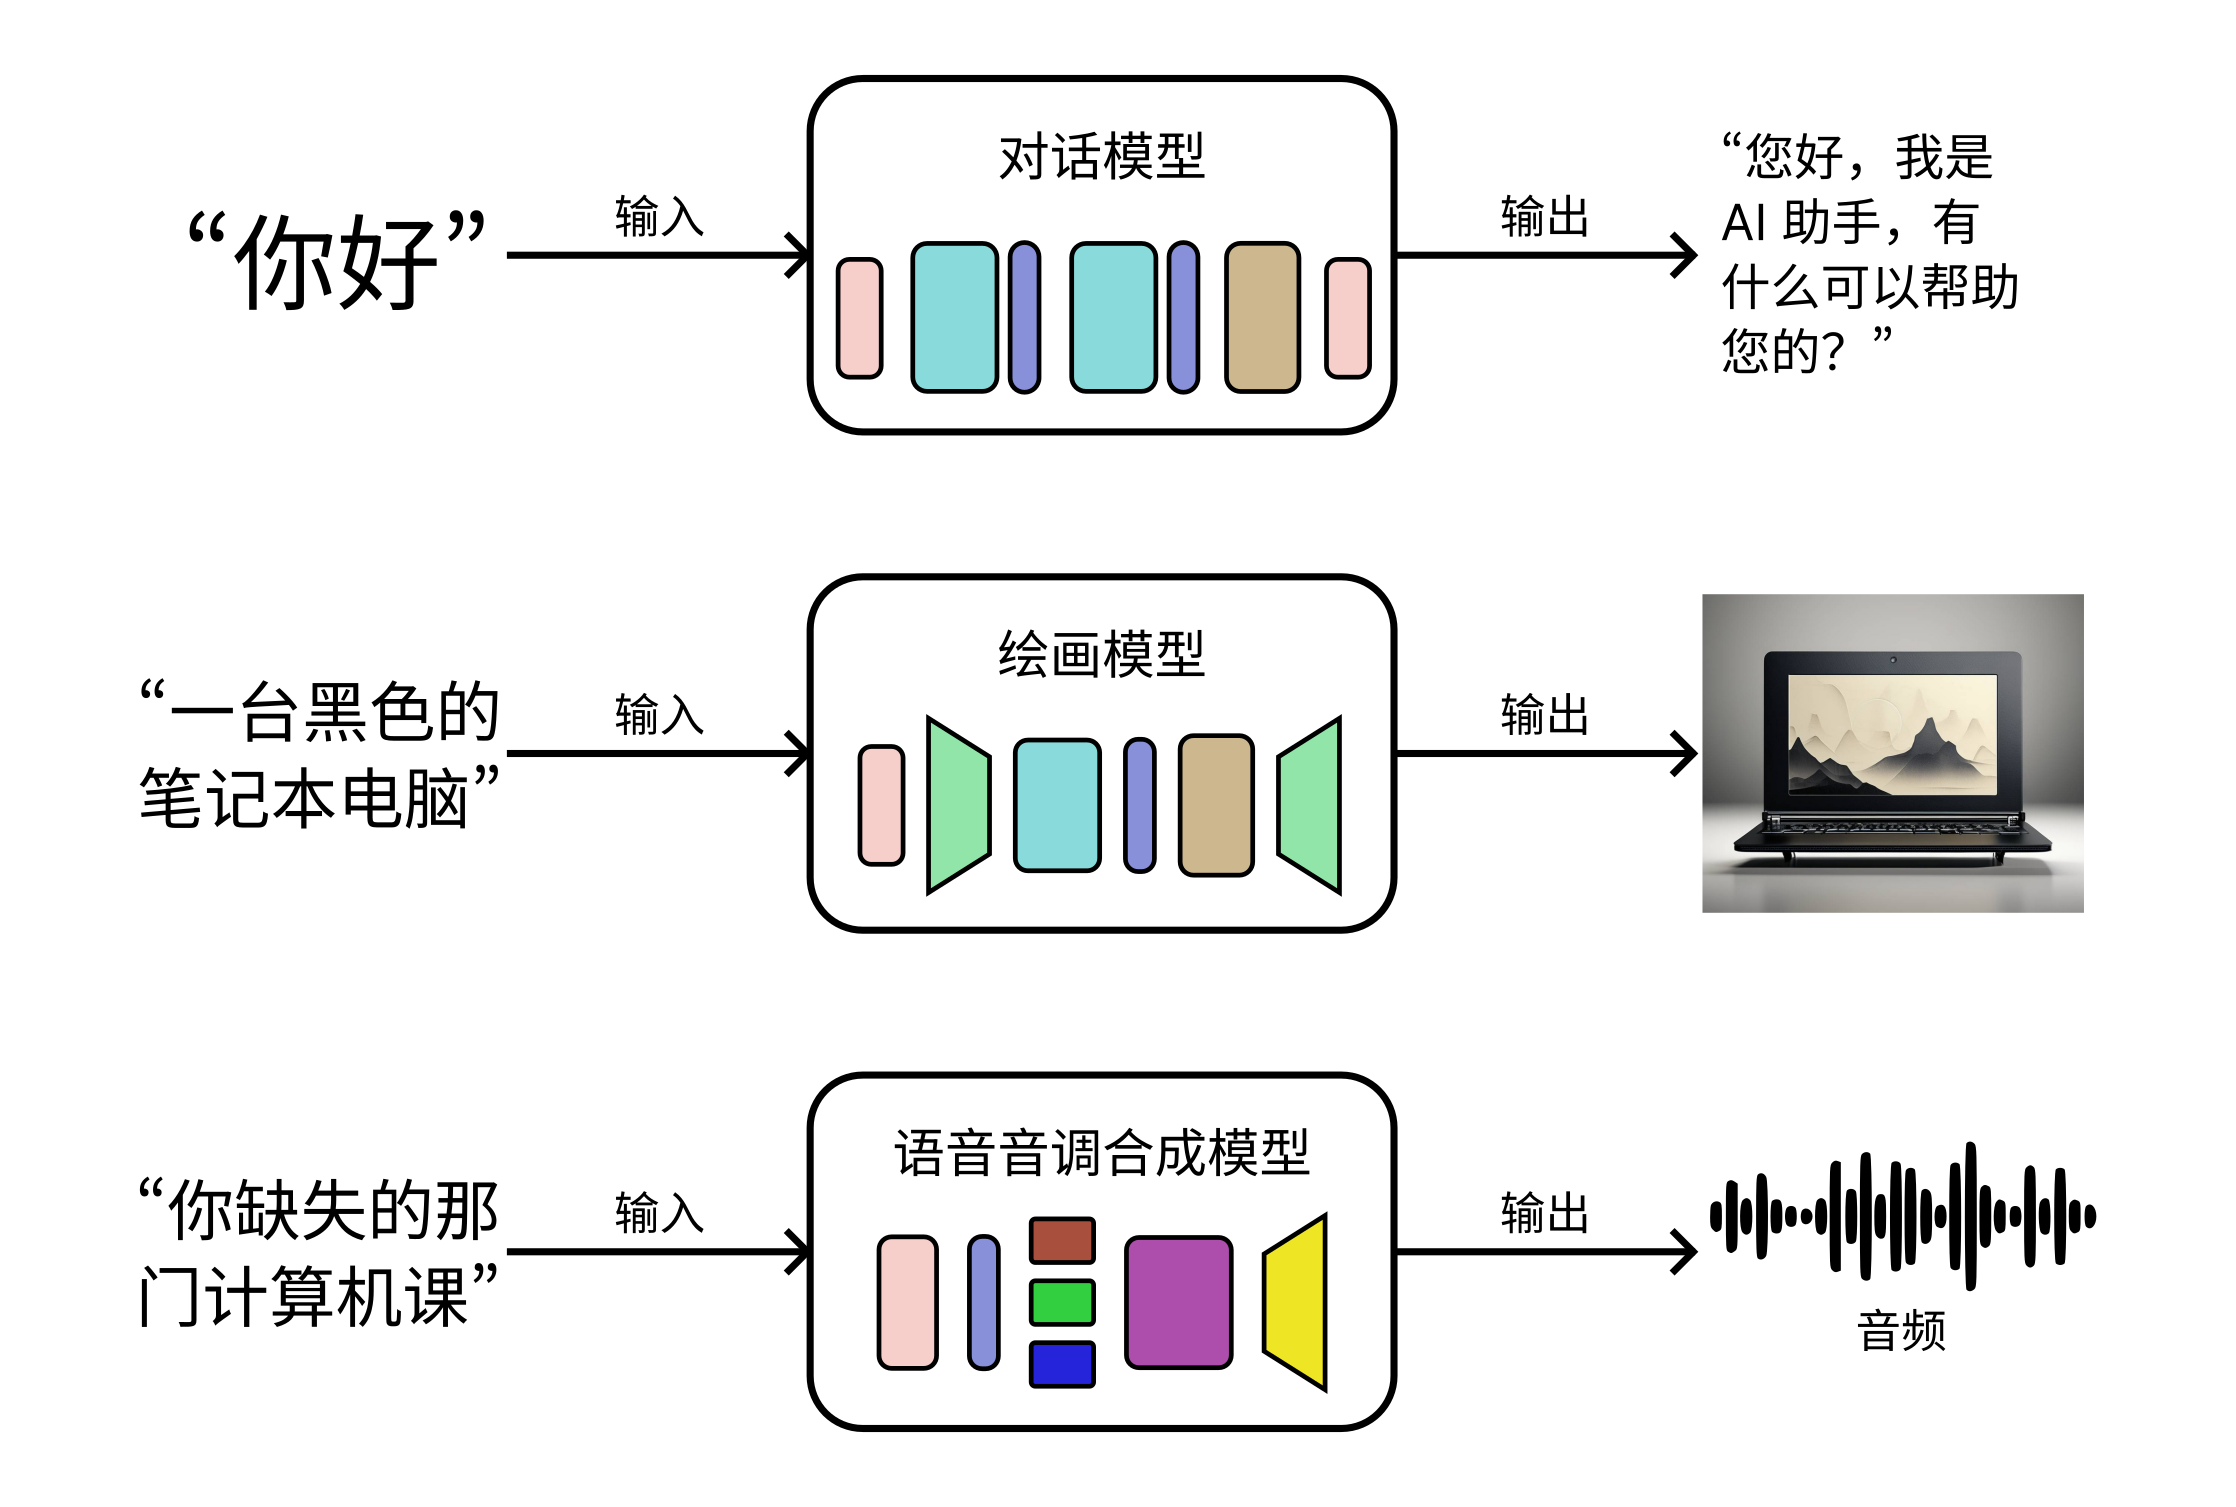 对话模型
“你好”
输入
输出
“您好，我是
AI 助手，有
什么可以帮助
您的？”
绘画模型
“一台黑色的
笔记本电脑”
输入
输出
语音音调合成模型
“你缺失的那
门计算机课”
输入
输出
音频